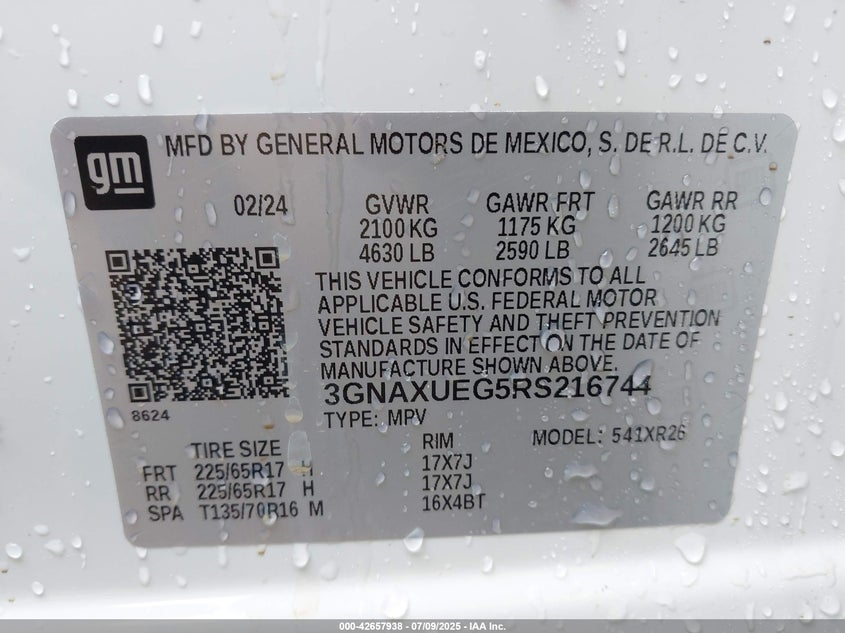 gm
MFD BY GENERAL MOTORS DE MEXICO, S. DE R.L. DE C.V.
02/24
GVWR
2100 KG
4630 LB
GAWR FRT
1175 KG
2590 LB
GAWR RR
1200 KG
2645 LB
THIS VEHICLE CONFORMS TO ALL
APPLICABLE U.S. FEDERAL MOTOR
VEHICLE SAFETY AND THEFT PREVENTION
STANDARDS IN EFFECT ON THE DATE OF
MANUFACTURE SHOWN ABOVE.
3GNAXUEG5RS216744
8624
TYPE: MPV
MODEL: 541XR26
TIRE SIZE RIM
FRT 225/65R17 H 17X7J
RR 225/65R17 H 17X7J
SPA T135/70R16 M 16X4BT
000-42657938 - 07/09/2025 - IAA Inc.